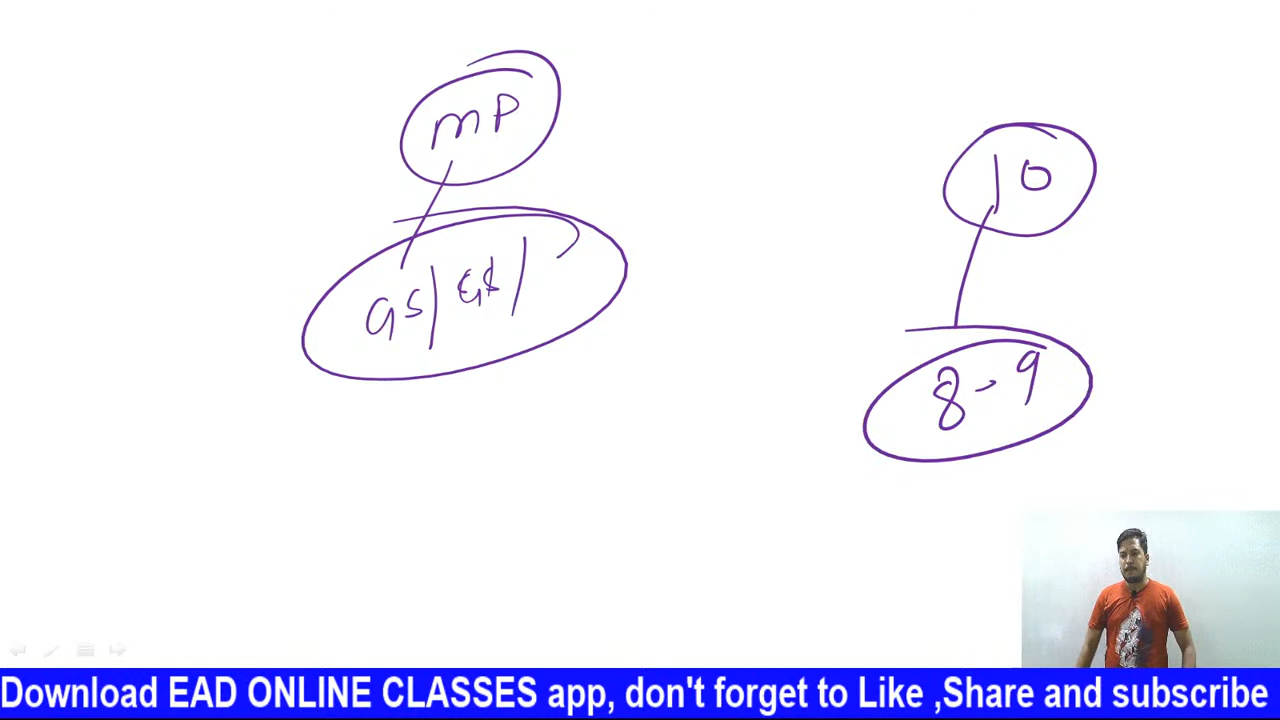 MP
10
GS/GK/
8-9
Download EAD ONLINE CLASSES app, don't forget to Like ,Share and subscribe